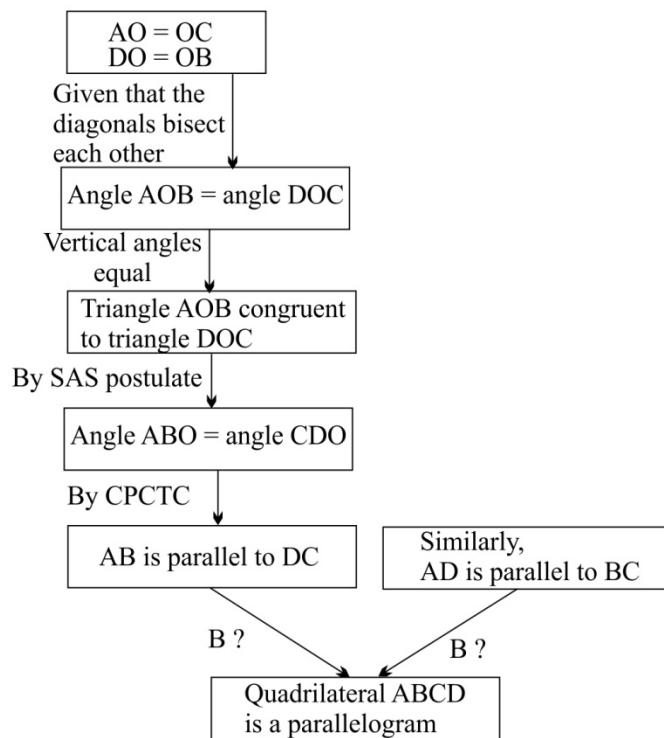 AO = OC
DO = OB
Given that the
diagonals bisect
each other
Angle AOB = angle DOC
Vertical angles
equal
Triangle AOB congruent
to triangle DOC
By SAS postulate
Angle ABO = angle CDO
By CPCTC
AB is parallel to DC
Similarly,
AD is parallel to BC
B ?
B ?
Quadrilateral ABCD
is a parallelogram